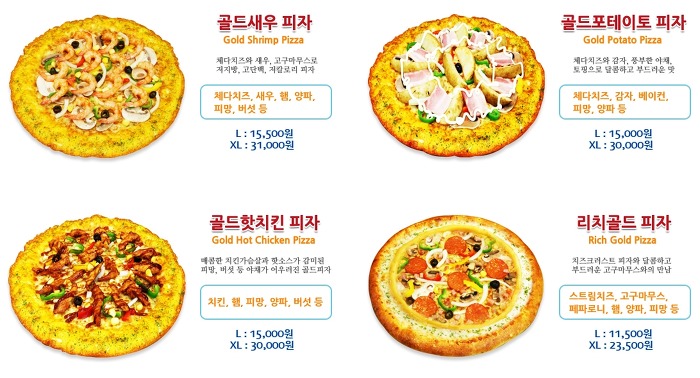 골드새우 피자
Gold Shrimp Pizza
체다치즈와 새우, 고구마무스로
저지방, 고단백, 저칼로리 피자
체다치즈, 새우, 햄, 양파,
피망, 버섯 등
L : 15,500원
XL : 31,000원
골드포테이토 피자
Gold Potato Pizza
체다치즈와 감자, 풍부한 야채,
토핑으로 달콤하고 부드러운 맛
체다치즈, 감자, 베이컨,
피망, 양파 등
L : 15,000원
XL : 30,000원
골드핫치킨 피자
Gold Hot Chicken Pizza
매콤한 치킨가슴살과 핫소스가 감미된
피망, 버섯 등 야채가 어우러진 골드피자
치킨, 햄, 피망, 양파, 버섯 등
L : 15,000원
XL : 30,000원
리치골드 피자
Rich Gold Pizza
치즈크러스트 피자와 달콤하고
부드러운 고구마무스와의 만남
스트링치즈, 고구마무스,
페파로니, 햄, 양파, 피망 등
L : 11,500원
XL : 23,500원